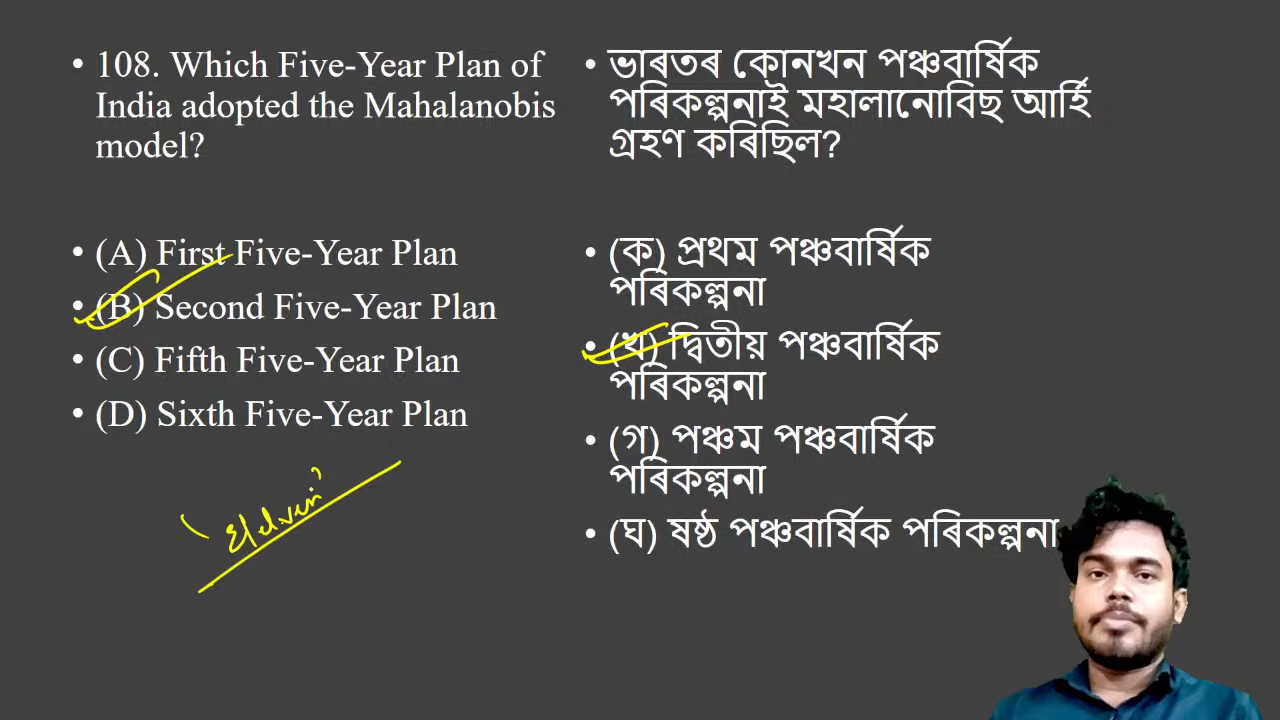 108. Which Five-Year Plan of
India adopted the Mahalanobis
model?
(A) First Five-Year Plan
(B) Second Five-Year Plan
(C) Fifth Five-Year Plan
(D) Sixth Five-Year Plan
ভাৰতৰ কোনখন পঞ্চবাৰ্ষিক
পৰিকল্পনাই মহালানোবিছ আৰ্হি
গ্ৰহণ কৰিছিল?
(ক) প্ৰথম পঞ্চবাৰ্ষিক
পৰিকল্পনা
(খ) দ্বিতীয় পঞ্চবাৰ্ষিক
পৰিকল্পনা
(গ) পঞ্চম পঞ্চবাৰ্ষিক
পৰিকল্পনা
(ঘ) ষষ্ঠ পঞ্চবাৰ্ষিক পৰিকল্পনা